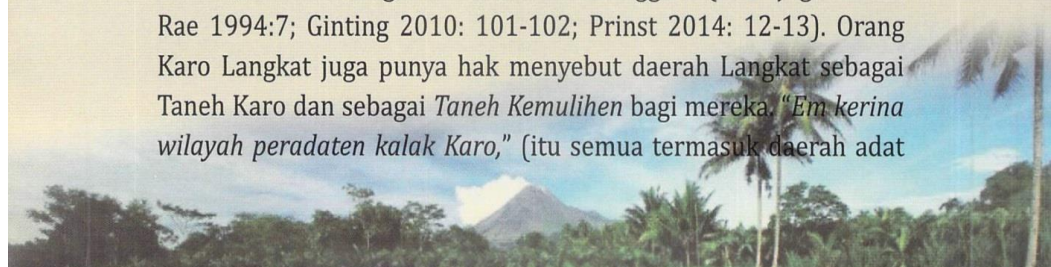 Rae 1994:7; Ginting 2010: 101-102; Prinst 2014: 12-13). Orang
Karo Langkat juga punya hak menyebut daerah Langkat sebagai
Taneh Karo dan sebagai Taneh Kemulihen bagi mereka. “Em kerina
wilayah peradaten kalak Karo,” (itu semua termasuk daerah adat